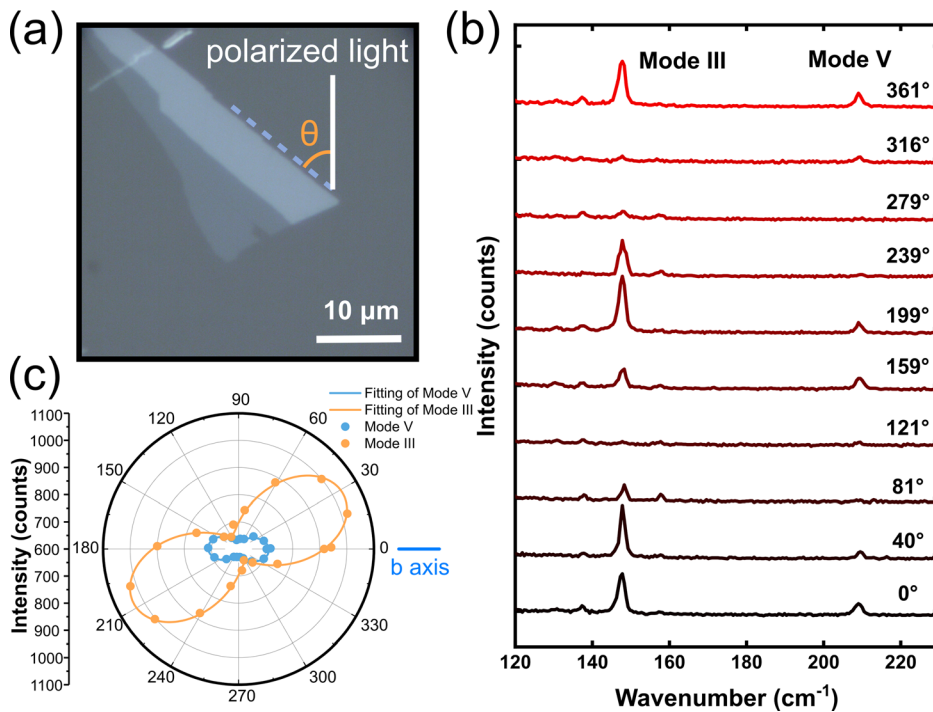 (a)
polarized light
θ
10 μm
(b)
Mode III
Mode V
361°
316°
279°
239°
199°
159°
121°
81°
40°
0°
Intensity (counts)
120 140 160 180 200 220
Wavenumber (cm⁻¹)
(c)
Fitting of Mode V
Fitting of Mode III
Mode V
Mode III
1100
1000
900
800
700
600
700
800
900
1000
1100
Intensity (counts)
0
30
60
90
120
150
180
210
240
270
300
330
b axis